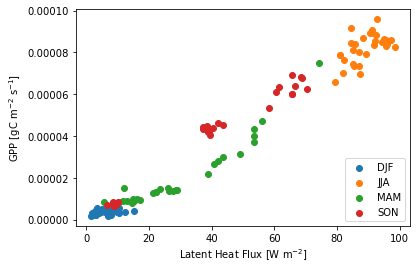 0.00010
0.00008
0.00006
0.00004
0.00002
0.00000
GPP [gC m⁻² s⁻¹]
DJF
JJA
MAM
SON
0 20 40 60 80 100
Latent Heat Flux [W m⁻²]